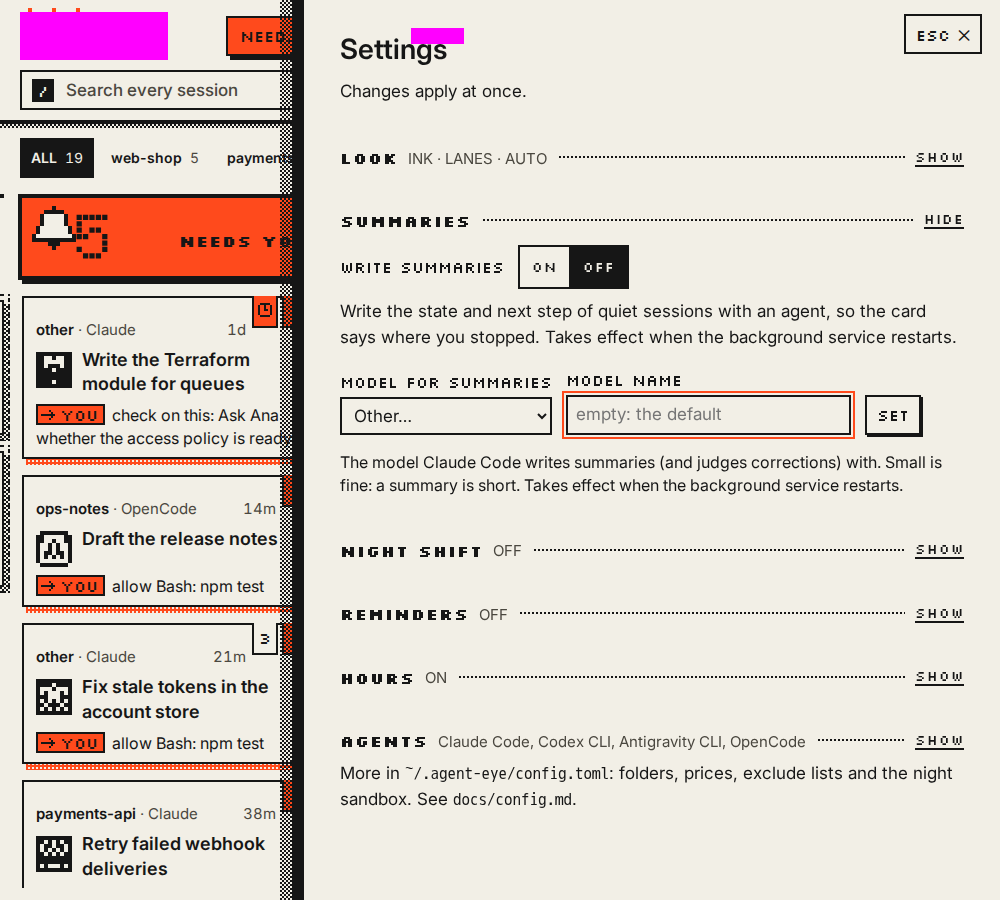 NEED
Search every session
ALL 19 web-shop 5 payment
5 NEEDS YO
other · Claude 1d
Write the Terraform
module for queues
→ YOU check on this: Ask Ana
whether the access policy is ready
ops-notes · OpenCode 14m
Draft the release notes
→ YOU allow Bash: npm test
3
other · Claude 21m
Fix stale tokens in the
account store
→ YOU allow Bash: npm test
payments-api · Claude 38m
Retry failed webhook
deliveries
Settings
ESC ×
Changes apply at once.
LOOK INK · LANES · AUTO SHOW
SUMMARIES HIDE
WRITE SUMMARIES ON OFF
Write the state and next step of quiet sessions with an agent, so the card
says where you stopped. Takes effect when the background service restarts.
MODEL FOR SUMMARIES MODEL NAME
Other... empty: the default SET
The model Claude Code writes summaries (and judges corrections) with. Small is
fine: a summary is short. Takes effect when the background service restarts.
NIGHT SHIFT OFF SHOW
REMINDERS OFF SHOW
HOURS ON SHOW
AGENTS Claude Code, Codex CLI, Antigravity CLI, OpenCode SHOW
More in ~/.agent-eye/config.toml: folders, prices, exclude lists and the night
sandbox. See docs/config.md.